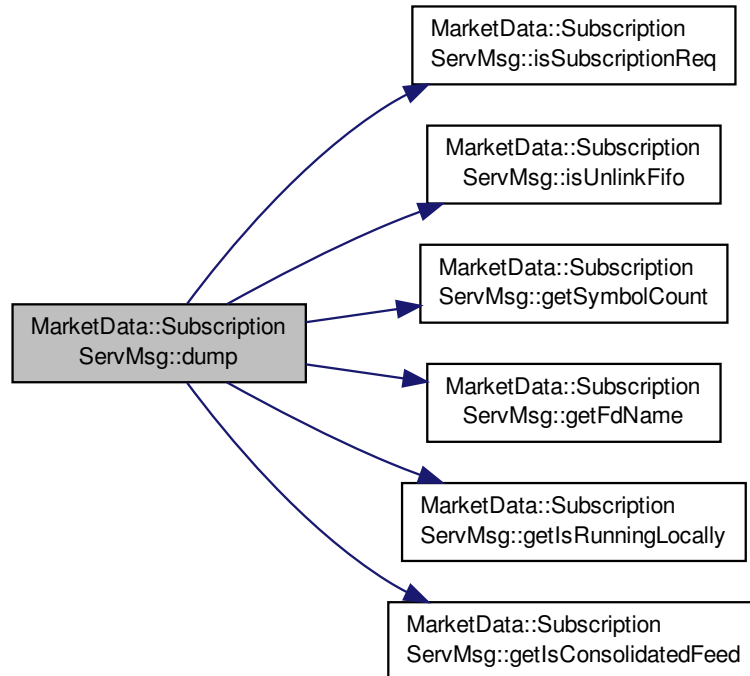 MarketData::Subscription
ServMsg::isSubscriptionReq
MarketData::Subscription
ServMsg::isUnlinkFifo
MarketData::Subscription
ServMsg::getSymbolCount
MarketData::Subscription
ServMsg::dump
MarketData::Subscription
ServMsg::getFdName
MarketData::Subscription
ServMsg::getIsRunningLocally
MarketData::Subscription
ServMsg::getIsConsolidatedFeed